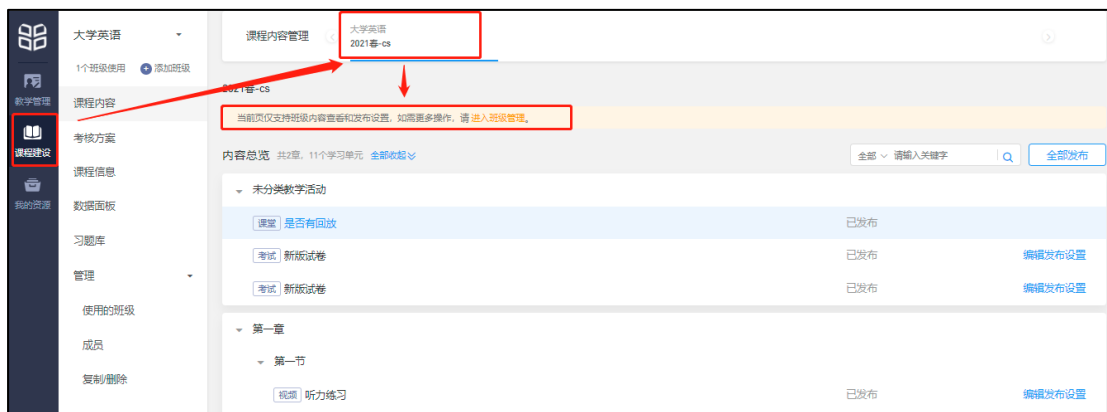 教学管理
课程建设
我的资源
大学英语
1个班级使用 添加班级
课程内容
考核方案
课程信息
数据面板
习题库
管理
使用的班级
成员
复制/删除
课程内容管理
大学英语
2021春-cs
2021春-cs
当前页仅支持班级内容查看和发布设置，如需更多操作，请 进入班级管理。
内容总览 共2章，11个学习单元 全部收起
全部 请输入关键字 全部发布
未分类教学活动
课堂 是否有回放 已发布
考试 新版试卷 已发布 编辑发布设置
考试 新版试卷 已发布 编辑发布设置
第一章
第一节
视频 听力练习 已发布 编辑发布设置